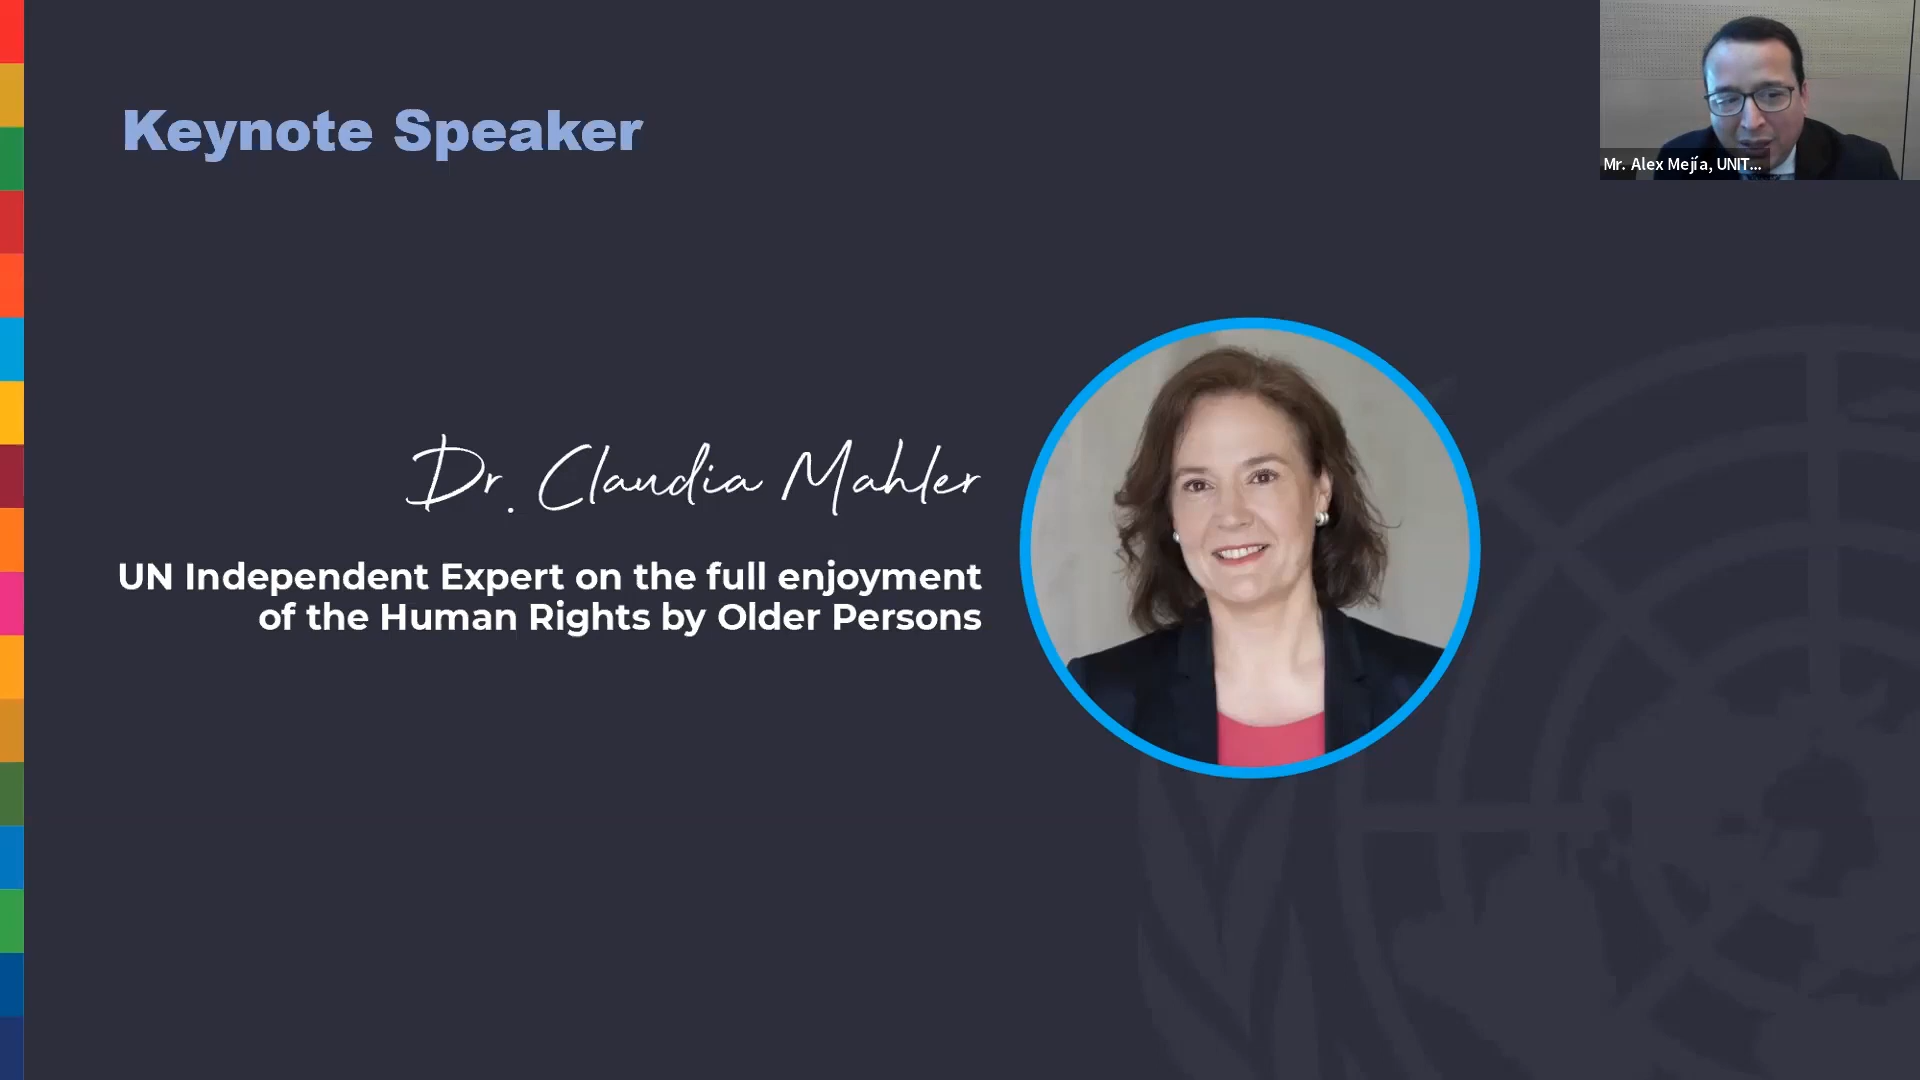 Keynote Speaker
Mr. Alex Mejía, UNIT...
Dr. Claudia Mahler
UN Independent Expert on the full enjoyment
of the Human Rights by Older Persons